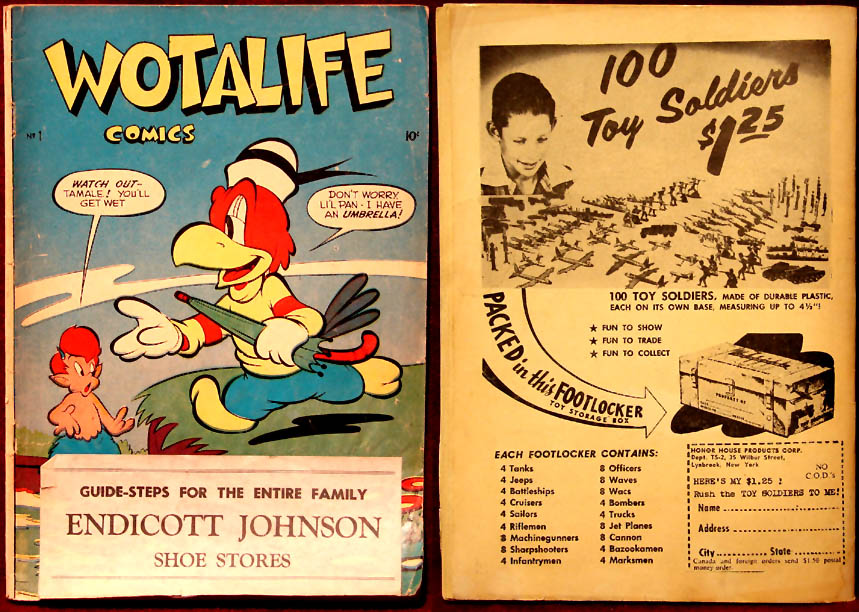 WOTALIFE
COMICS
Nº 1
10¢
WATCH OUT-
TAMALE! YOU'LL
GET WET
DON'T WORRY
LI'L PAN - I HAVE
AN UMBRELLA!
GUIDE-STEPS FOR THE ENTIRE FAMILY
ENDICOTT JOHNSON
SHOE STORES
100
Toy Soldiers
$1.25
100 TOY SOLDIERS, MADE OF DURABLE PLASTIC,
EACH ON ITS OWN BASE, MEASURING UP TO 4½"!
★ FUN TO SHOW
★ FUN TO TRADE
★ FUN TO COLLECT
PACKED in this FOOTLOCKER
TOY STORAGE BOX
EACH FOOTLOCKER CONTAINS:
4 Tanks
4 Jeeps
4 Battleships
4 Cruisers
4 Sailors
4 Riflemen
8 Machinegunners
8 Sharpshooters
4 Infantrymen
8 Officers
8 Waves
8 Wacs
4 Bombers
4 Trucks
8 Jet Planes
8 Cannon
4 Bazookamen
4 Marksmen
HONOR HOUSE PRODUCTS CORP.
Dept. TS-2, 35 Wilbur Street,
Lynbrook, New York
NO
C.O.D.'s
HERE'S MY $1.25 !
Rush the TOY SOLDIERS TO ME!
Name
Address
City State
Canada and foreign orders send $1.50 postal
money order.